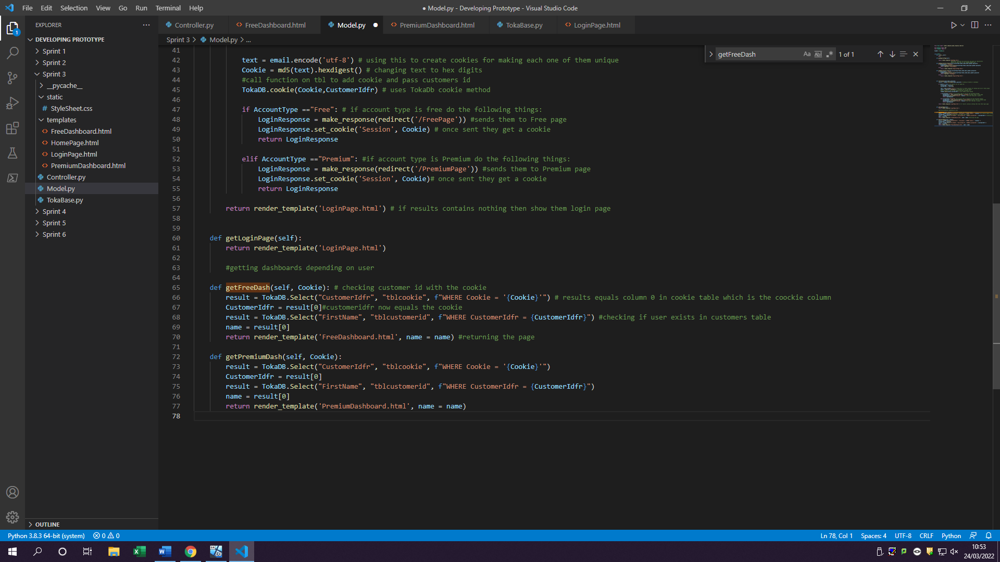 File Edit Selection View Go Run Terminal Help
● Model.py - Developing Prototype - Visual Studio Code
EXPLORER
Controller.py
FreeDashboard.html
Model.py
PremiumDashboard.html
TokaBase.py
LoginPage.html
DEVELOPING PROTOTYPE
Sprint 1
Sprint 2
Sprint 3
__pycache__
static
StyleSheet.css
templates
FreeDashboard.html
HomePage.html
LoginPage.html
PremiumDashboard.html
Controller.py
Model.py
TokaBase.py
Sprint 4
Sprint 5
Sprint 6
OUTLINE
1
Sprint 3 > Model.py > ...
getFreeDash Aa Abl .* 1 of 1
41
42 text = email.encode('utf-8') # using this to create cookies for making each one of them unique
43 Cookie = md5(text).hexdigest() # changing text to hex digits
44 #call function on tbl to add cookie and pass customers id
45 TokaDB.cookie(Cookie,CustomerIdfr) # uses TokaDb cookie method
46
47 if AccountType =="Free": # if account type is free do the following things:
48 LoginResponse = make_response(redirect('/FreePage')) #sends them to Free page
49 LoginResponse.set_cookie('Session', Cookie) # once sent they get a cookie
50 return LoginResponse
51
52 elif AccountType =="Premium": #if account type is Premium do the following things:
53 LoginResponse = make_response(redirect('/PremiumPage')) #sends them to Premium page
54 LoginResponse.set_cookie('Session', Cookie)# once sent they get a cookie
55 return LoginResponse
56
57 return render_template('LoginPage.html') # if results contains nothing then show them login page
58
59
60 def getLoginPage(self):
61 return render_template('LoginPage.html')
62
63 #getting dashboards depending on user
64
65 def getFreeDash(self, Cookie): # checking customer id with the cookie
66 result = TokaDB.Select("CustomerIdfr", "tblcookie", f"WHERE Cookie = '{Cookie}'") # results equals column 0 in cookie table which is the coockie column
67 CustomerIdfr = result[0]#customeridfr now equals the cookie
68 result = TokaDB.Select("FirstName", "tblcustomerid", f"WHERE CustomerIdfr = {CustomerIdfr}") #checking if user exists in customers table
69 name = result[0]
70 return render_template('FreeDashboard.html', name = name) #returning the page
71
72 def getPremiumDash(self, Cookie):
73 result = TokaDB.Select("CustomerIdfr", "tblcookie", f"WHERE Cookie = '{Cookie}'")
74 CustomerIdfr = result[0]
75 result = TokaDB.Select("FirstName", "tblcustomerid", f"WHERE CustomerIdfr = {CustomerIdfr}")
76 name = result[0]
77 return render_template('PremiumDashboard.html', name = name)
78
Python 3.8.3 64-bit (system) 0 0 Ln 78, Col 1 Spaces: 4 UTF-8 CRLF Python
10:53
24/03/2022